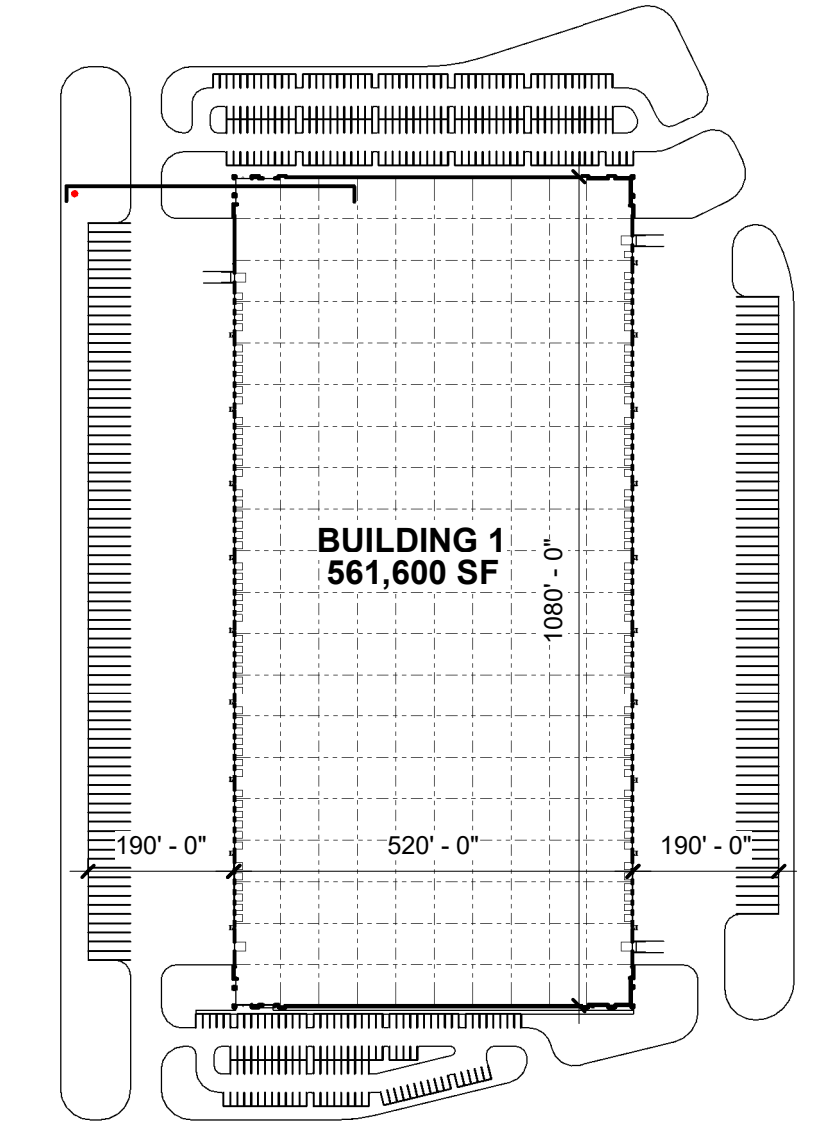 BUILDING 1
561,600 SF
1080' - 0"
190' - 0"
520' - 0"
190' - 0"